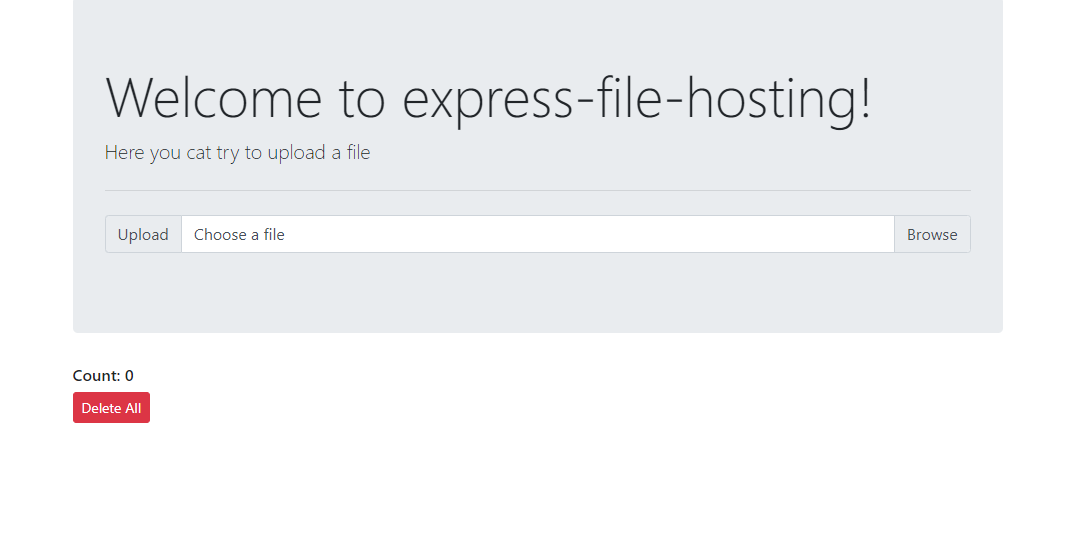 Welcome to express-file-hosting!
Here you cat try to upload a file
Upload Choose a file Browse
Count: 0
Delete All